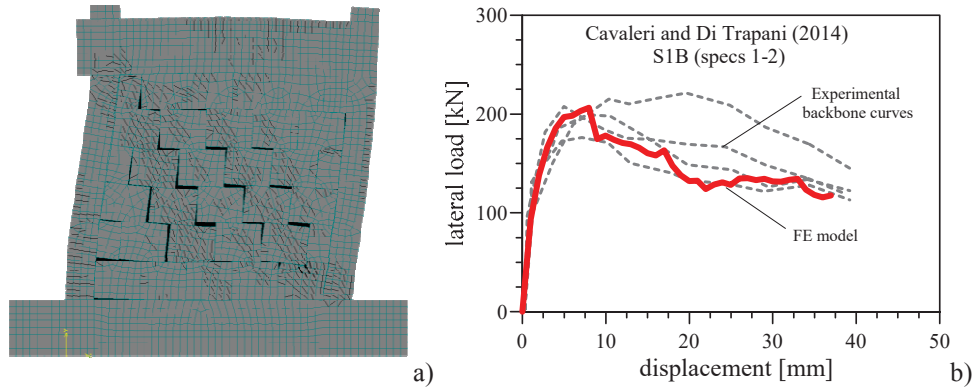 a)
300
200
100
0
lateral load [kN]
Cavaleri and Di Trapani (2014)
S1B (specs 1-2)
Experimental
backbone curves
FE model
0 10 20 30 40 50
displacement [mm]
b)